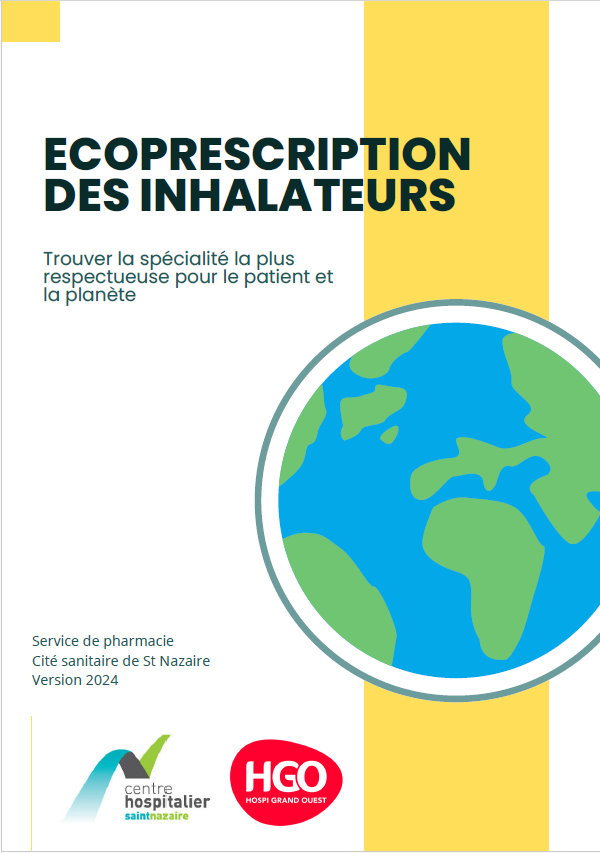 ECOPRESCRIPTION
DES INHALATEURS
Trouver la spécialité la plus
respectueuse pour le patient et
la planète
Service de pharmacie
Cité sanitaire de St Nazaire
Version 2024
centre
hospitalier
saintnazaire
HGO
HOSPI GRAND OUEST